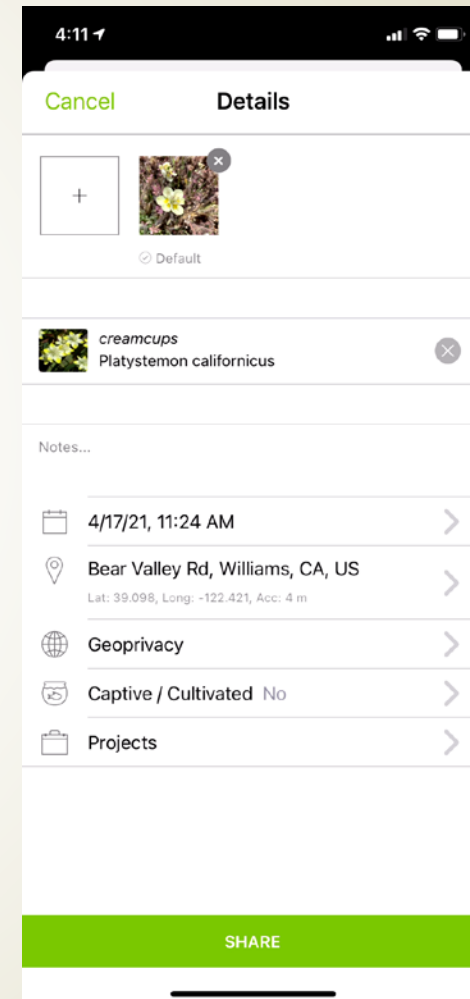 4:11
Cancel
Details
+
Default
creamcups
Platystemon californicus
Notes...
4/17/21, 11:24 AM
Bear Valley Rd, Williams, CA, US
Lat: 39.098, Long: -122.421, Acc: 4 m
Geoprivacy
Captive / Cultivated No
Projects
SHARE